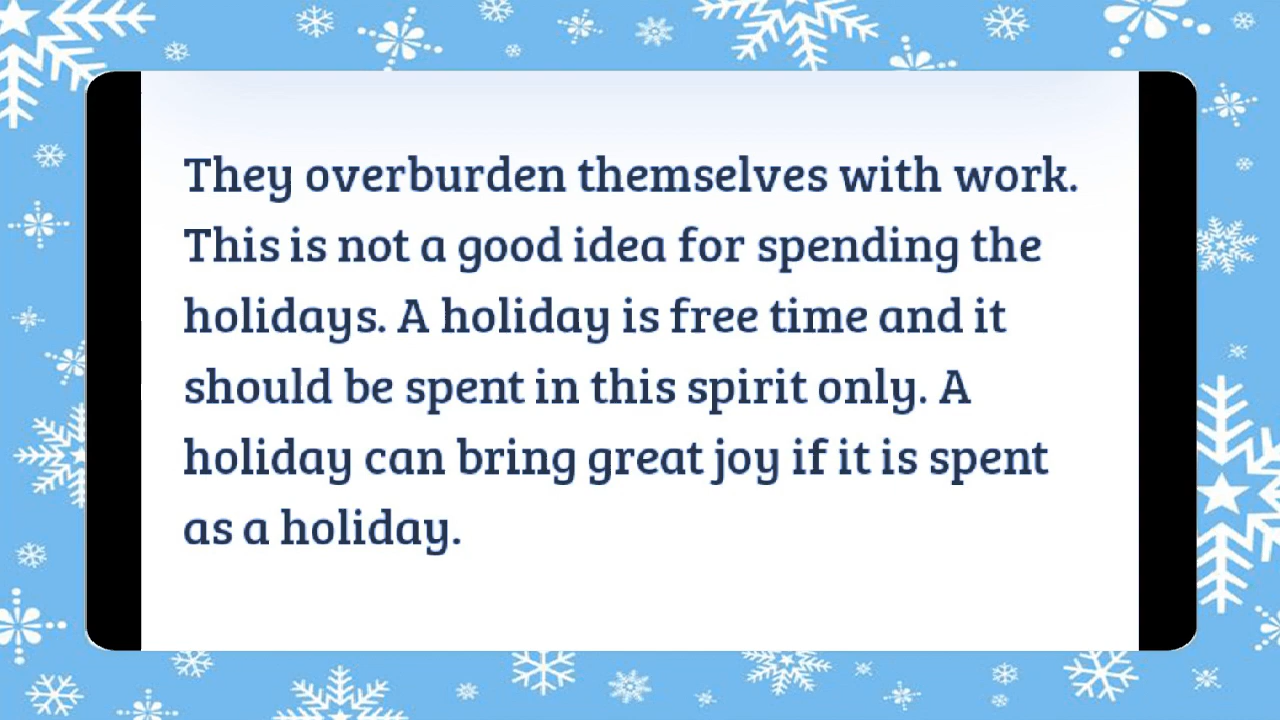 They overburden themselves with work.
This is not a good idea for spending the
holidays. A holiday is free time and it
should be spent in this spirit only. A
holiday can bring great joy if it is spent
as a holiday.